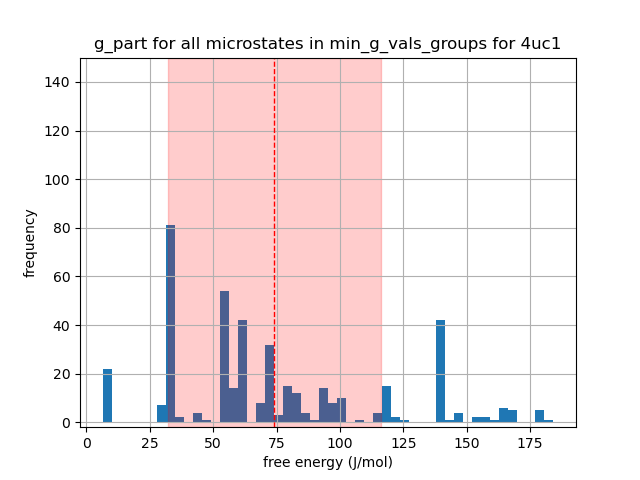 g_part for all microstates in min_g_vals_groups for 4uc1
140
120
100
80
60
40
20
0
frequency
0 25 50 75 100 125 150 175
free energy (J/mol)